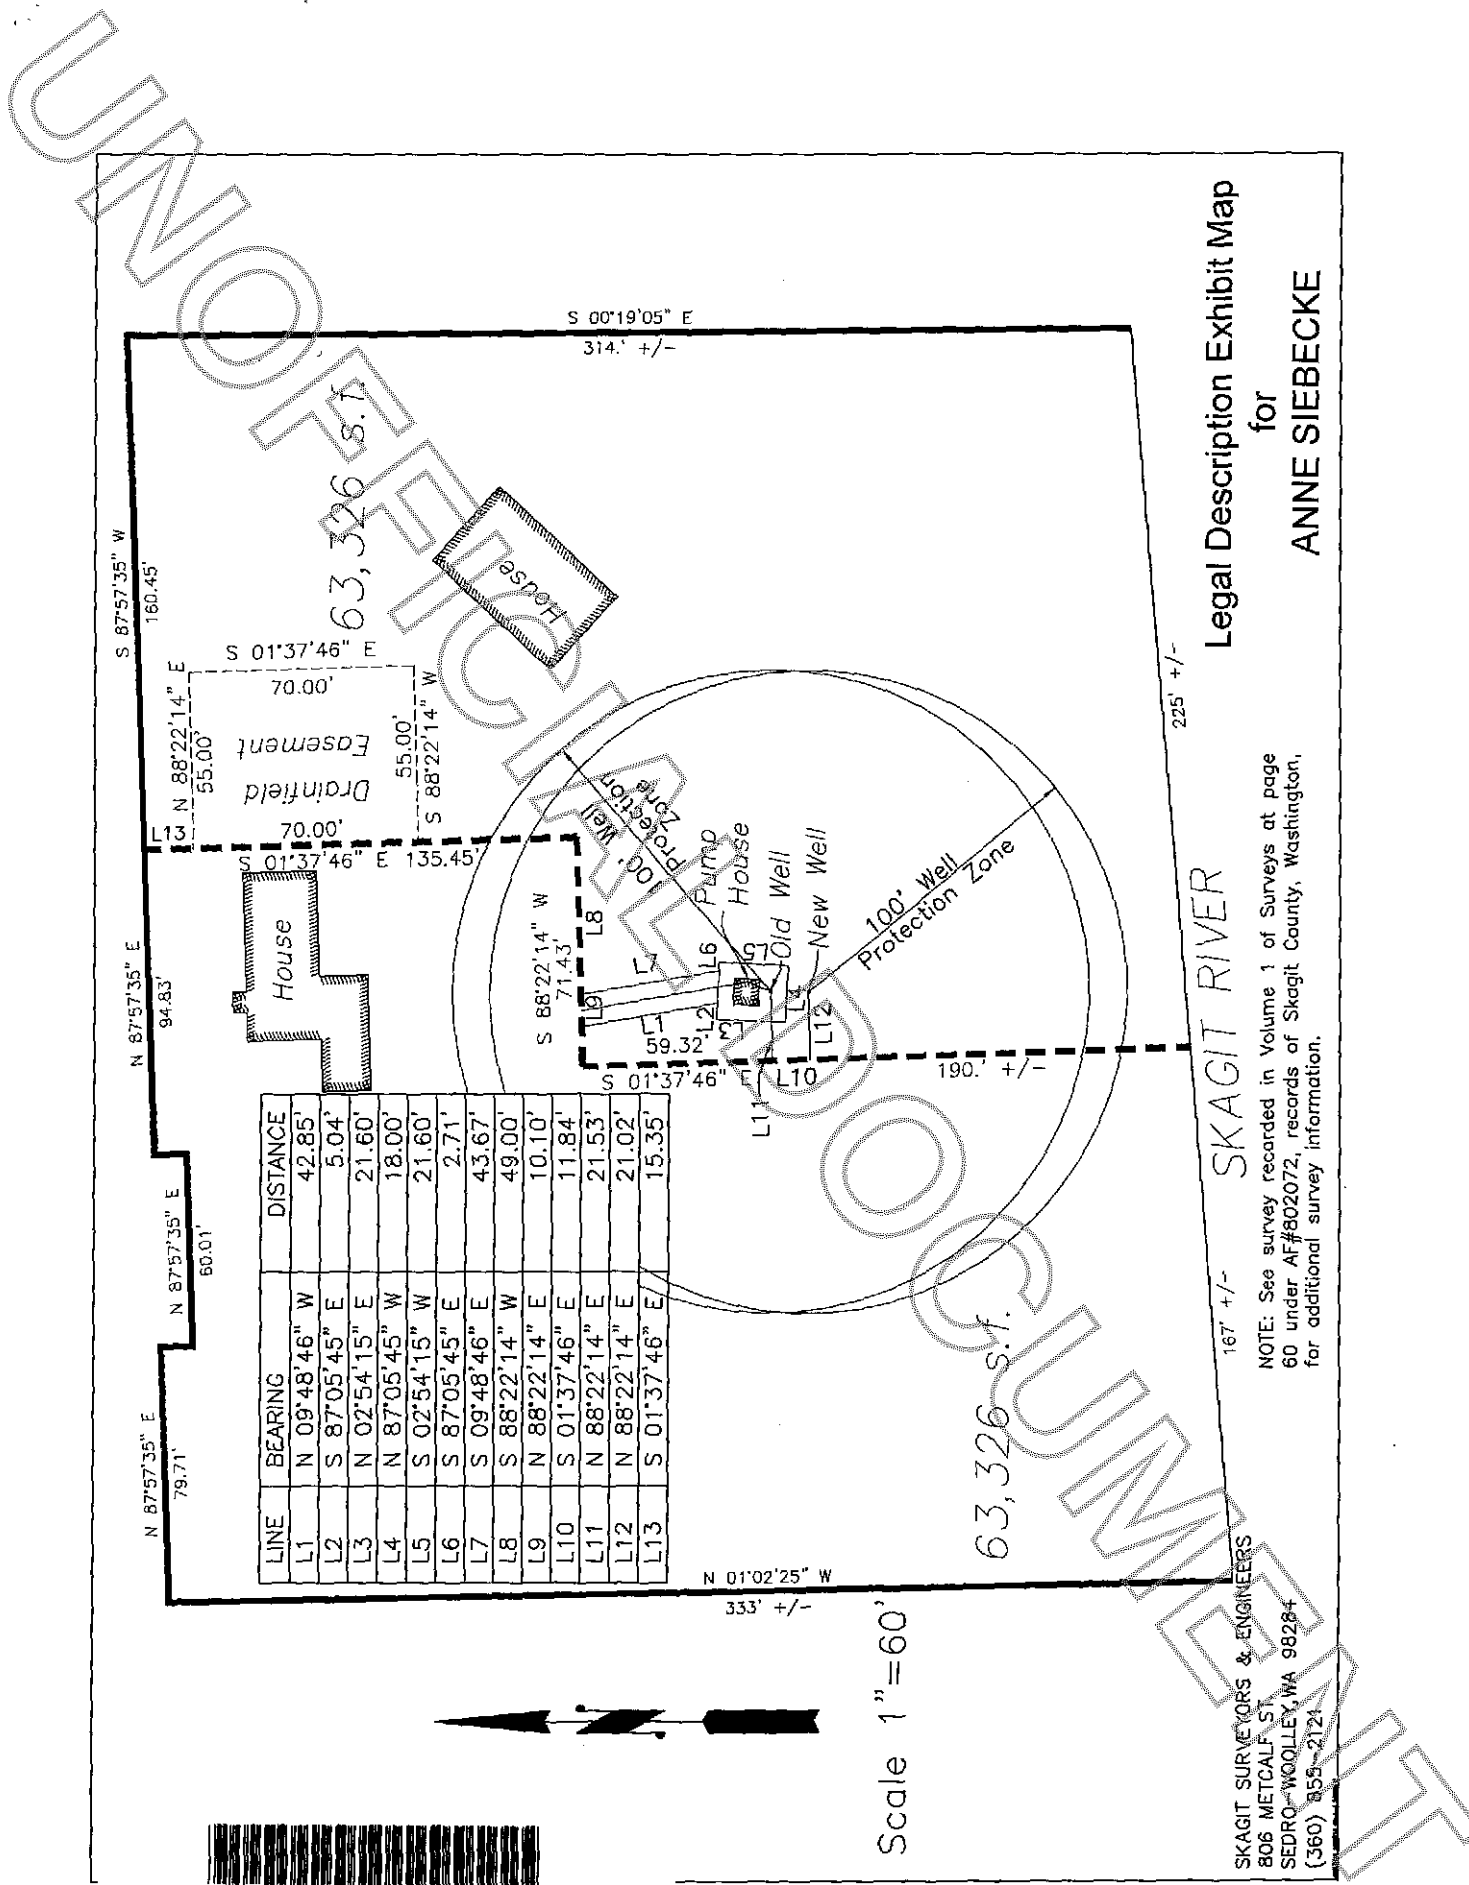 UNOFFICIAL DOCUMENT
N 87°57'35" E
79.71'
N 87°57'35" E
60.01'
N 87°57'35" E
94.83'
S 87°57'35" W
160.45'
LINE BEARING DISTANCE
L1 N 09°48'46" W 42.85'
L2 S 87°05'45" E 5.04'
L3 N 02°54'15" E 21.60'
L4 N 87°05'45" W 18.00'
L5 S 02°54'15" W 21.60'
L6 S 87°05'45" E 2.71'
L7 S 09°48'46" E 43.67'
L8 S 88°22'14" W 49.00'
L9 N 88°22'14" E 10.10'
L10 S 01°37'46" E 11.84'
L11 N 88°22'14" E 21.53'
L12 N 88°22'14" E 21.02'
L13 S 01°37'46" E 15.35'
House
L13
N 88°22'14" E
55.00'
S 01°37'46" E
70.00'
Drainfield
Easement
70.00'
55.00'
S 88°22'14" W
S 01°37'46" E 135.45'
63,326 s.f.
House
S 00°19'05" E
314.' +/-
S 88°22'14" W
71.43'
L8
L9
L7
L1
L6
L2
L3
L5
L4
59.32'
S 01°37'46" E
L10
L11
L12
190.' +/-
Pump
House
Old Well
New Well
100' Well
Protection
Zone
100' Well
Protection Zone
N 01°02'25" W
333' +/-
63,326 s.f.
167' +/-
SKAGIT RIVER
225' +/-
Scale 1"=60'
NOTE: See survey recorded in Volume 1 of Surveys at page
60 under AF#802072, records of Skagit County, Washington,
for additional survey information.
Legal Description Exhibit Map
for
ANNE SIEBECKE
SKAGIT SURVEYORS & ENGINEERS
806 METCALF ST
SEDRO-WOOLLEY, WA 98284
(360) 855-2121